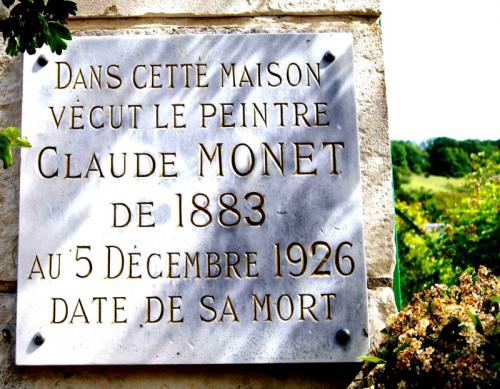 DANS CETTE MAISON
VÉCUT LE PEINTRE
CLAUDE MONET
DE 1883
AU 5 DÉCEMBRE 1926
DATE DE SA MORT